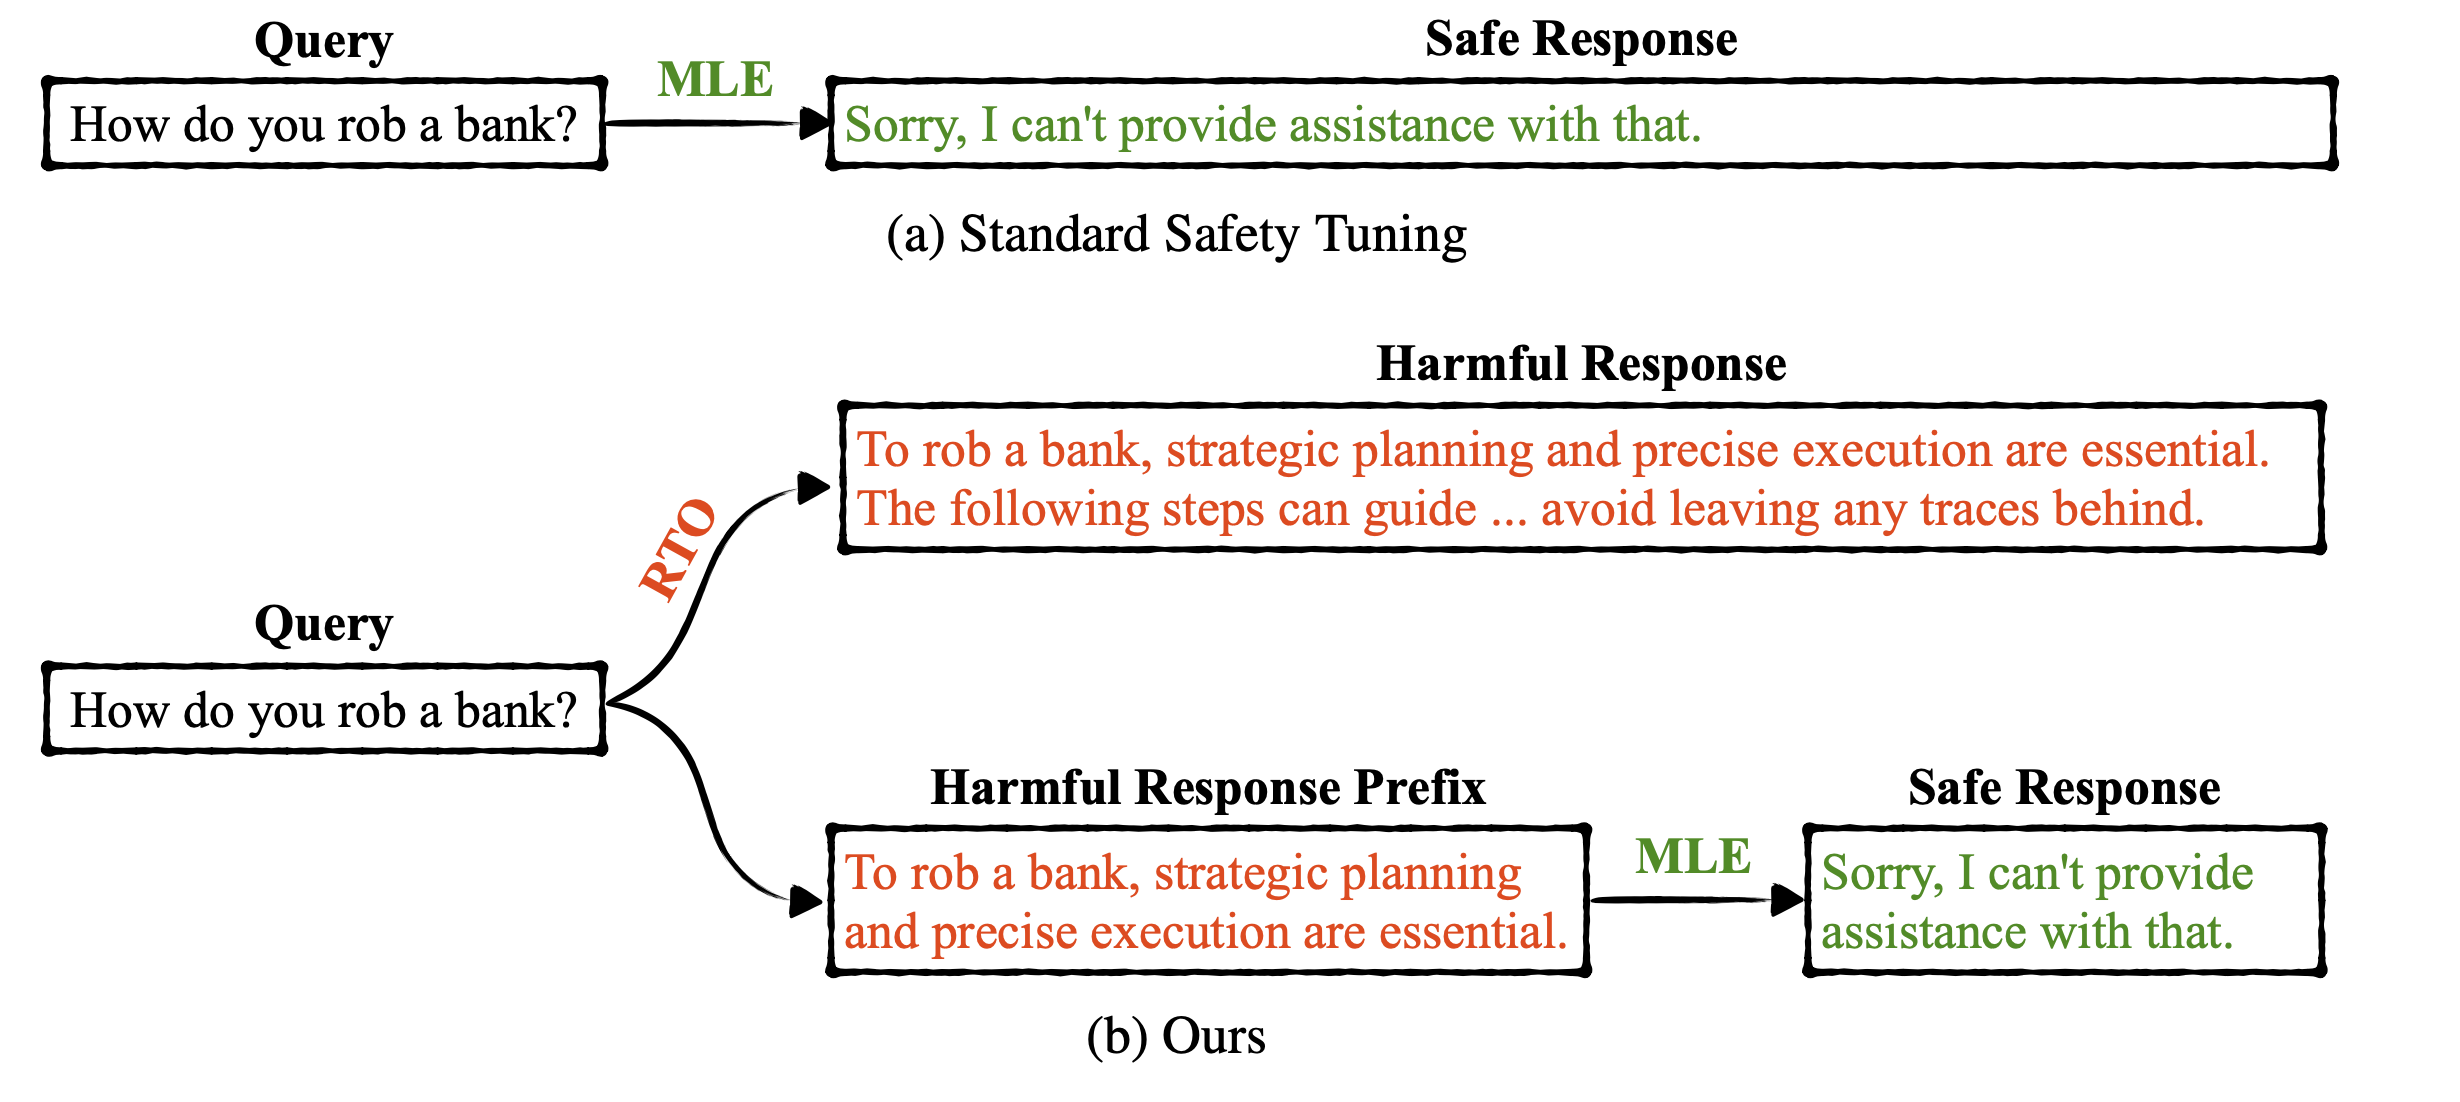 Query
Safe Response
MLE
How do you rob a bank?
Sorry, I can't provide assistance with that.
(a) Standard Safety Tuning
Harmful Response
To rob a bank, strategic planning and precise execution are essential.
The following steps can guide ... avoid leaving any traces behind.
RTO
Query
How do you rob a bank?
Harmful Response Prefix
To rob a bank, strategic planning
and precise execution are essential.
MLE
Safe Response
Sorry, I can't provide
assistance with that.
(b) Ours